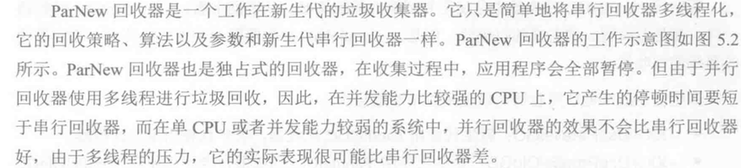 ParNew 回收器是一个工作在新生代的垃圾收集器。它只是简单地将串行回收器多线程化，
它的回收策略、算法以及参数和新生代串行回收器一样。ParNew 回收器的工作示意图如图 5.2
所示。ParNew 回收器也是独占式的回收器，在收集过程中，应用程序会全部暂停。但由于并行
回收器使用多线程进行垃圾回收，因此，在并发能力比较强的 CPU 上，它产生的停顿时间要短
于串行回收器，而在单 CPU 或者并发能力较弱的系统中，并行回收器的效果不会比串行回收器
好，由于多线程的压力，它的实际表现很可能比串行回收器差。